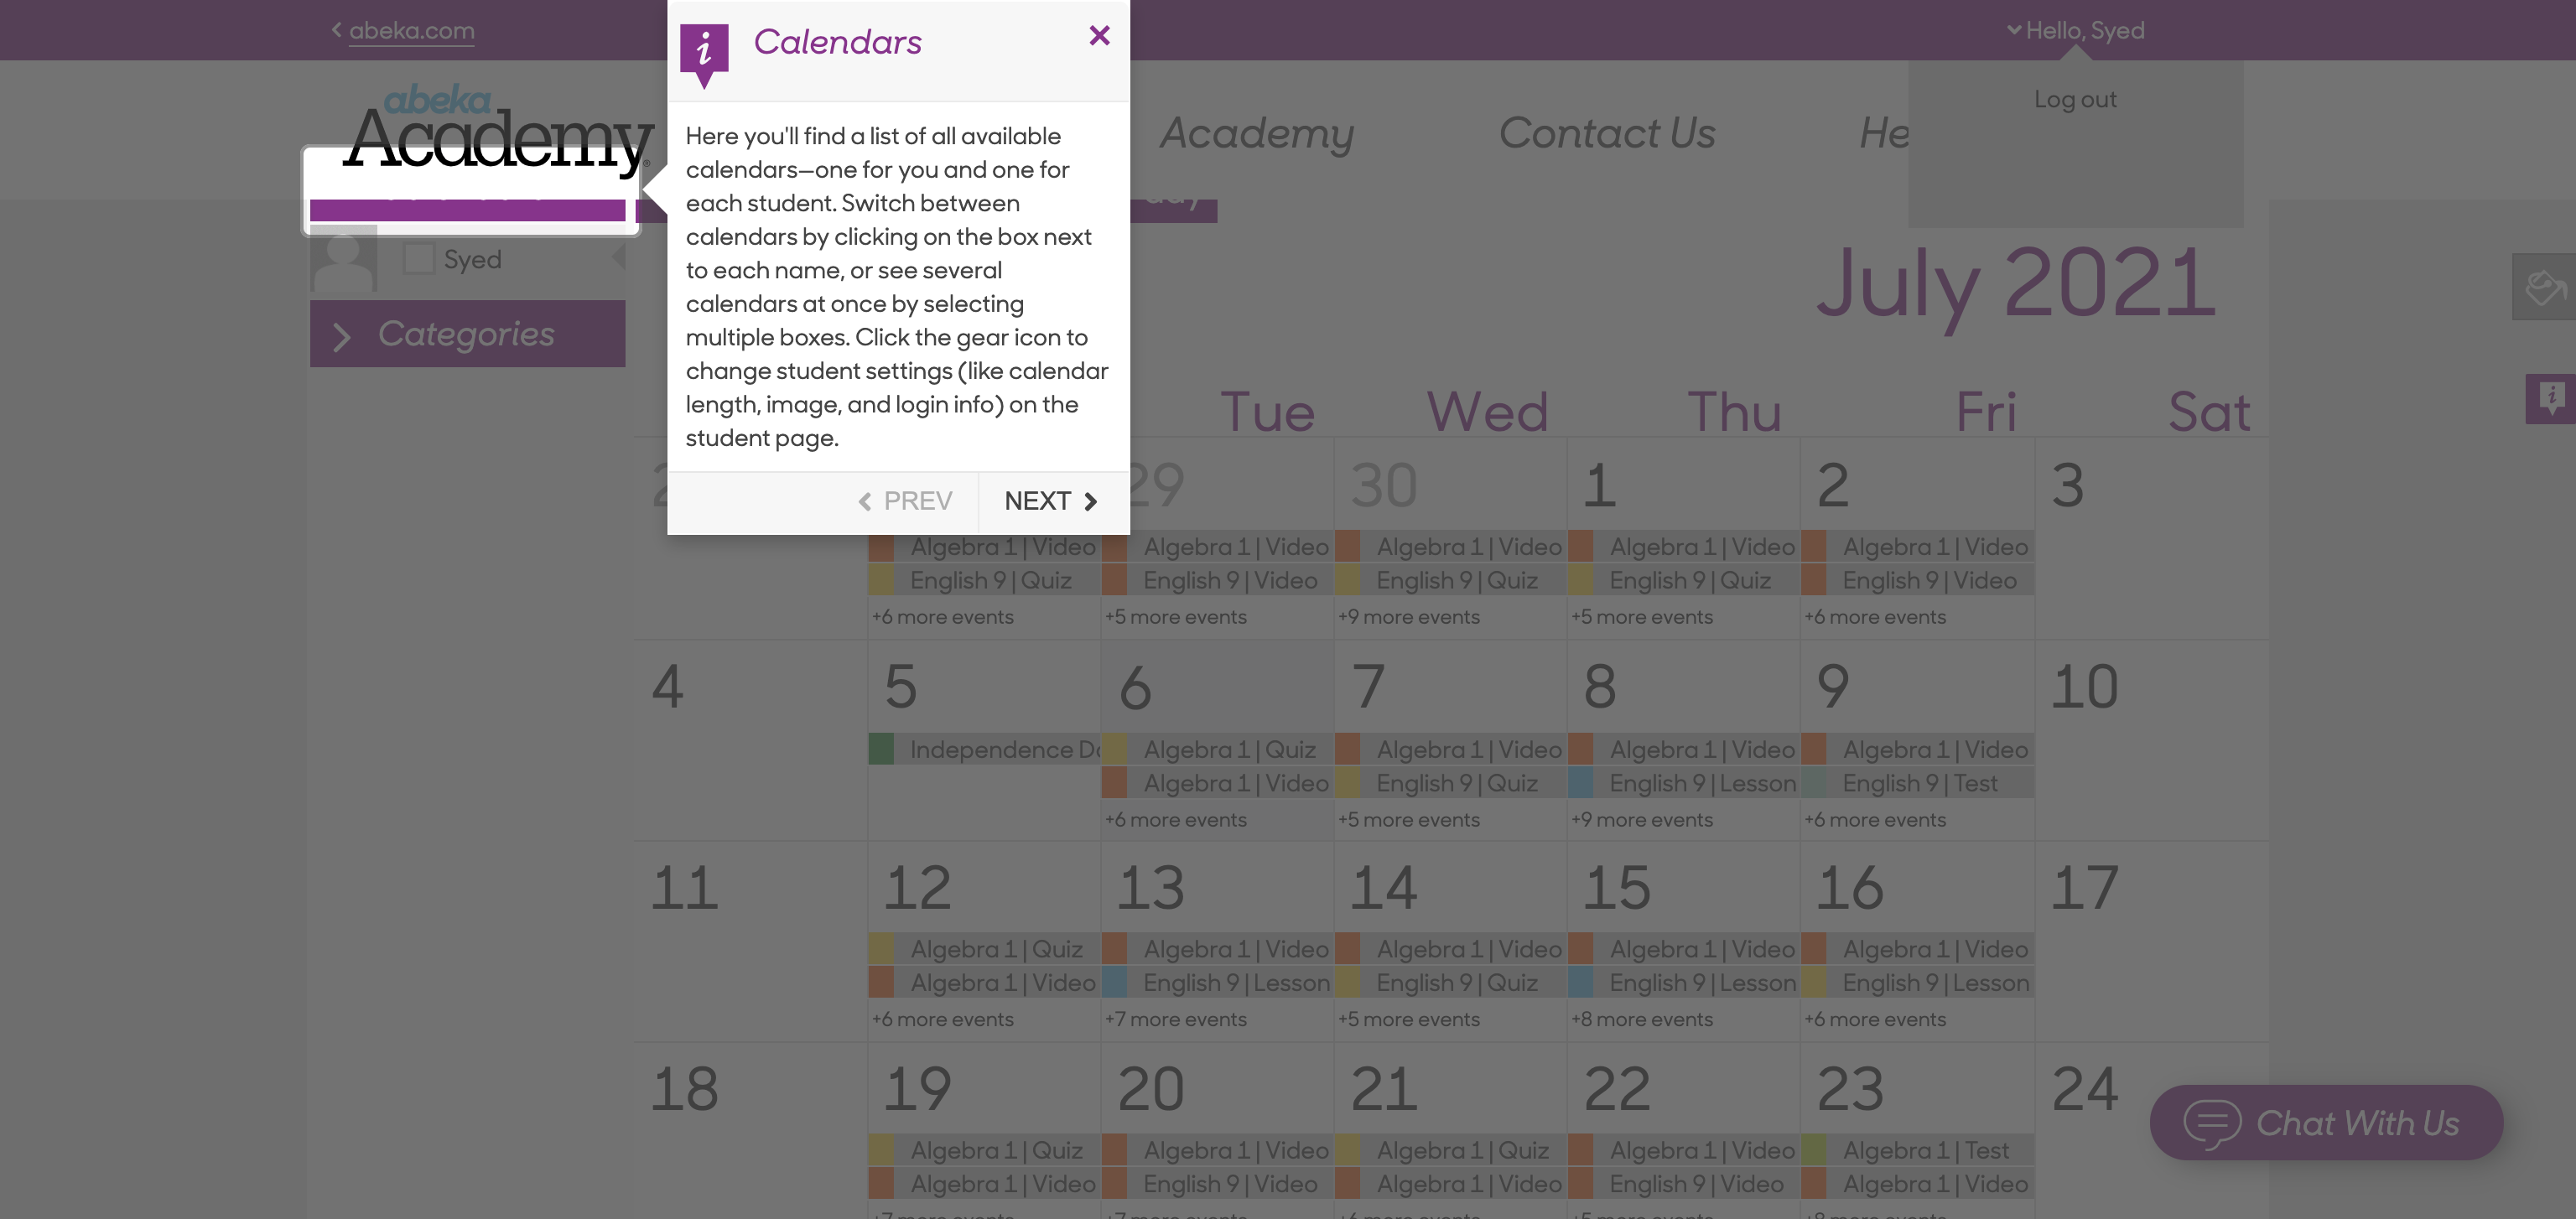 abeka.com
Hello, Syed
Log out
abeka
Academy
Academy
Contact Us
He
i
Calendars
Here you'll find a list of all available
calendars—one for you and one for
each student. Switch between
calendars by clicking on the box next
to each name, or see several
calendars at once by selecting
multiple boxes. Click the gear icon to
change student settings (like calendar
length, image, and login info) on the
student page.
PREV
NEXT
Syed
Categories
July 2021
i
Tue Wed Thu Fri Sat
29 30 1 2 3
Algebra 1 | Video Algebra 1 | Video Algebra 1 | Video Algebra 1 | Video Algebra 1 | Video
English 9 | Quiz English 9 | Video English 9 | Quiz English 9 | Quiz English 9 | Video
+6 more events +5 more events +9 more events +5 more events +6 more events
4 5 6 7 8 9 10
Independence Algebra 1 | Quiz Algebra 1 | Video Algebra 1 | Video Algebra 1 | Video
Algebra 1 | Video English 9 | Quiz English 9 | Lesson English 9 | Test
+6 more events +5 more events +9 more events +6 more events
11 12 13 14 15 16 17
Algebra 1 | Quiz Algebra 1 | Video Algebra 1 | Video Algebra 1 | Video Algebra 1 | Video
Algebra 1 | Video English 9 | Lesson English 9 | Quiz English 9 | Lesson English 9 | Lesson
+6 more events +7 more events +5 more events +8 more events +6 more events
18 19 20 21 22 23 24
Algebra 1 | Quiz Algebra 1 | Video Algebra 1 | Quiz Algebra 1 | Video Algebra 1 | Test
Algebra 1 | Video English 9 | Video Algebra 1 | Video English 9 | Video Algebra 1 | Video
Chat With Us